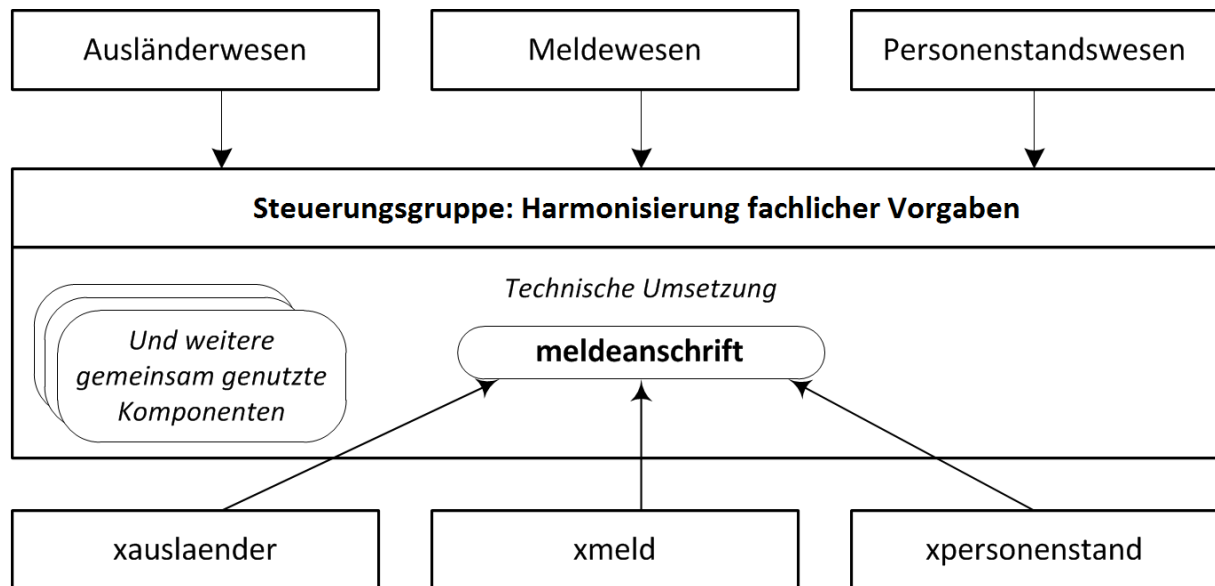 Ausländerwesen
Meldewesen
Personenstandswesen
Steuerungsgruppe: Harmonisierung fachlicher Vorgaben
Technische Umsetzung
Und weitere
gemeinsam genutzte
Komponenten
meldeanschrift
xauslaender
xmeld
xpersonenstand